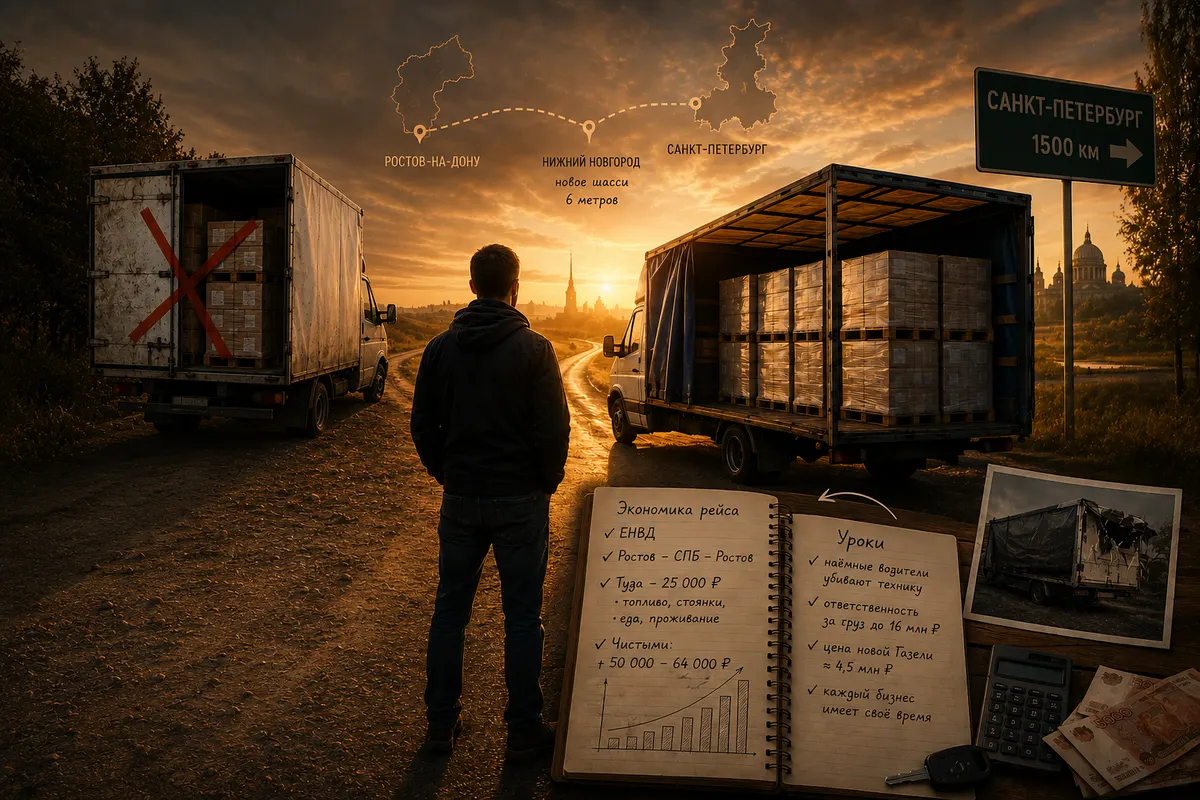 РОСТОВ-НА-ДОНУ
НИЖНИЙ НОВГОРОД
новое шасси
6 метров
САНКТ-ПЕТЕРБУРГ
САНКТ-ПЕТЕРБУРГ
1500 км
Экономика рейса
✓ ЕНВД
✓ Ростов – СПБ – Ростов
✓ Туда – 25 000 ₽
• топливо, стоянки,
• еда, проживание
✓ Чистыми:
+ 50 000 – 64 000 ₽
Уроки
✓ наёмные водители
убивают технику
✓ ответственность
за груз до 16 млн ₽
✓ цена новой Газели
≈ 4,5 млн ₽
✓ каждый бизнес
имеет своё время